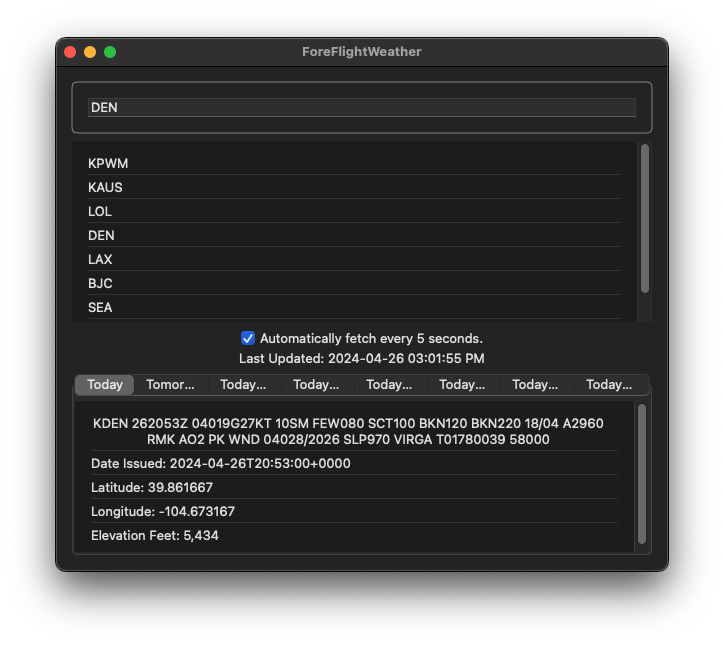 ForeFlightWeather
DEN
KPWM
KAUS
LOL
DEN
LAX
BJC
SEA
Automatically fetch every 5 seconds.
Last Updated: 2024-04-26 03:01:55 PM
Today Tomor... Today... Today... Today... Today... Today... Today...
KDEN 262053Z 04019G27KT 10SM FEW080 SCT100 BKN120 BKN220 18/04 A2960
RMK AO2 PK WND 04028/2026 SLP970 VIRGA T01780039 58000
Date Issued: 2024-04-26T20:53:00+0000
Latitude: 39.861667
Longitude: -104.673167
Elevation Feet: 5,434